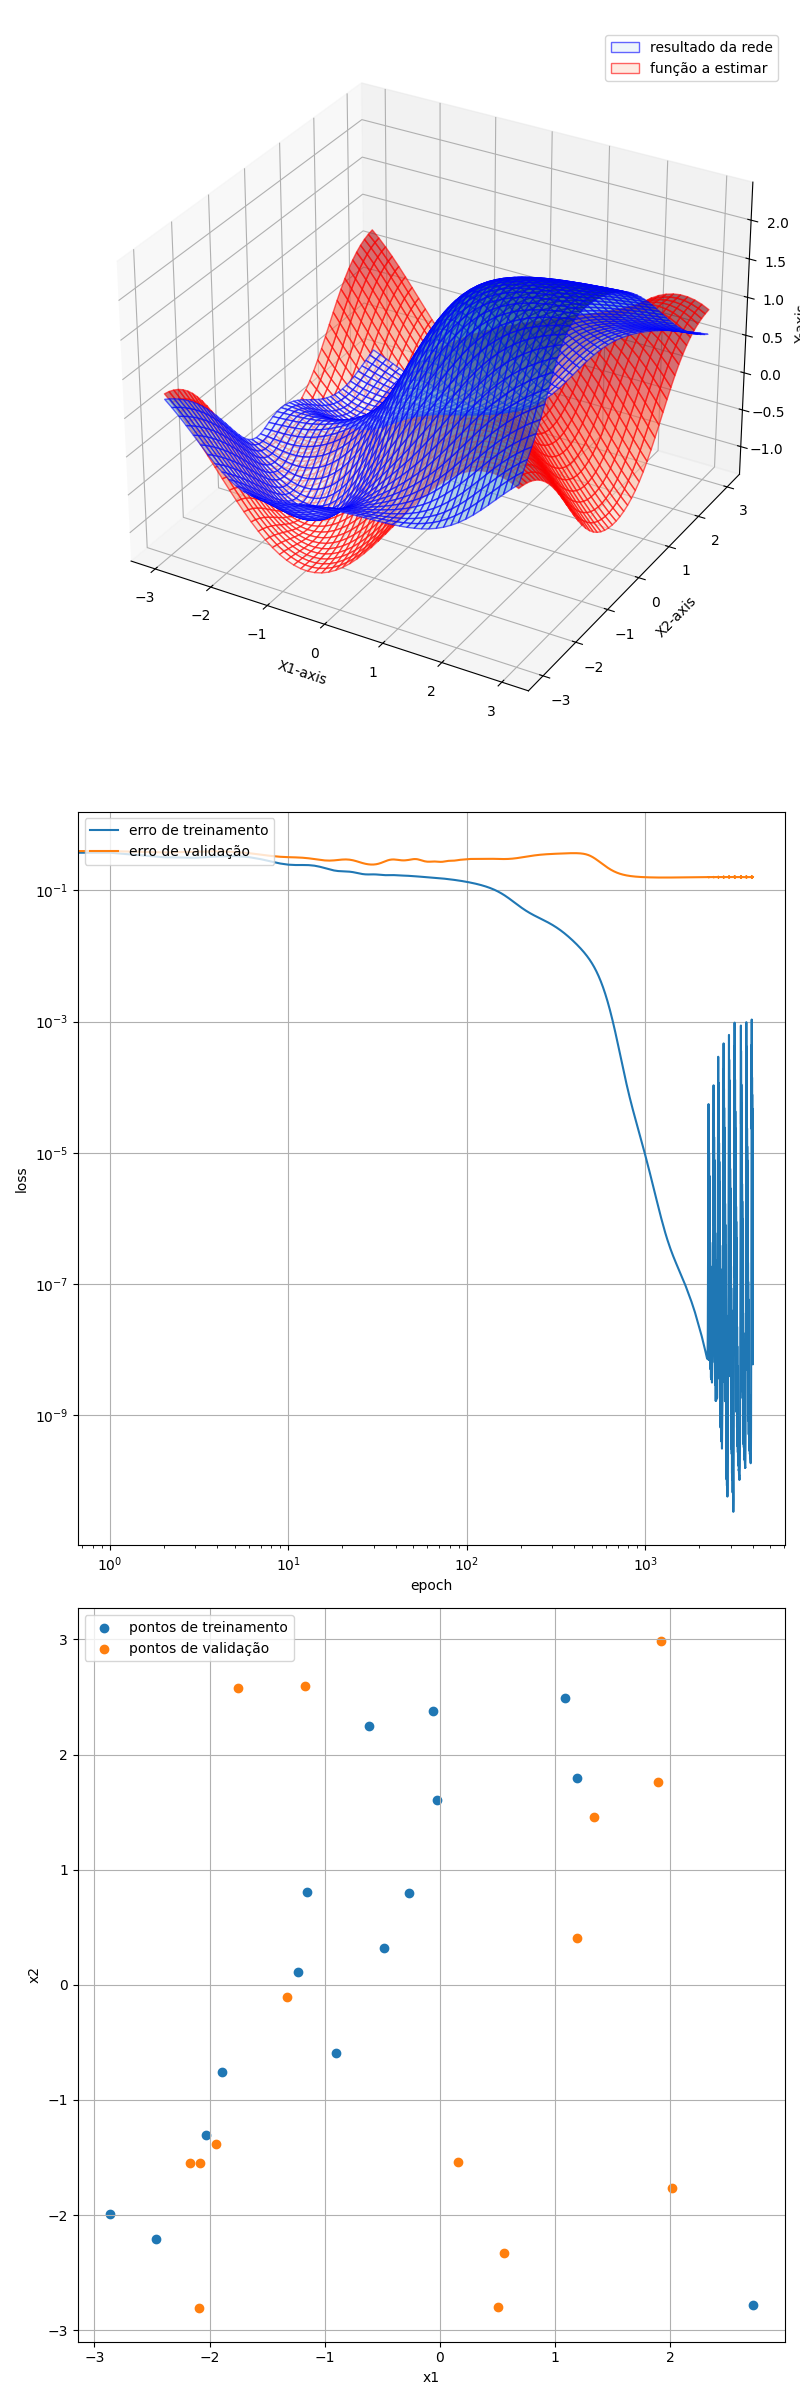 resultado da rede
função a estimar
2.0
1.5
1.0
0.5
0.0
−0.5
−1.0
3
2
1
0
−1
−2
−3
X2-axis
−3
−2
−1
0
1
2
3
X1-axis
erro de treinamento
erro de validação
10⁻¹
10⁻³
10⁻⁵
10⁻⁷
10⁻⁹
loss
10⁰ 10¹ 10² 10³
epoch
pontos de treinamento
pontos de validação
3
2
1
0
−1
−2
−3
x2
−3 −2 −1 0 1 2
x1